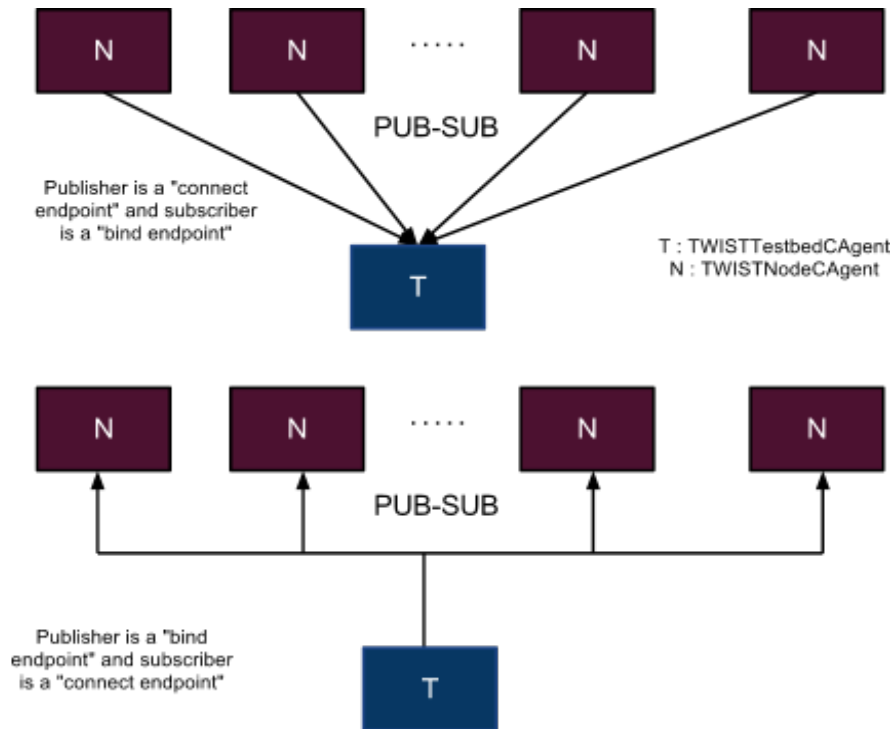 N N ..... N N
PUB-SUB
Publisher is a "connect
endpoint" and subscriber
is a "bind endpoint"
T : TWISTTestbedCAgent
N : TWISTNodeCAgent
T
N N ..... N N
PUB-SUB
Publisher is a "bind
endpoint" and subscriber
is a "connect endpoint"
T